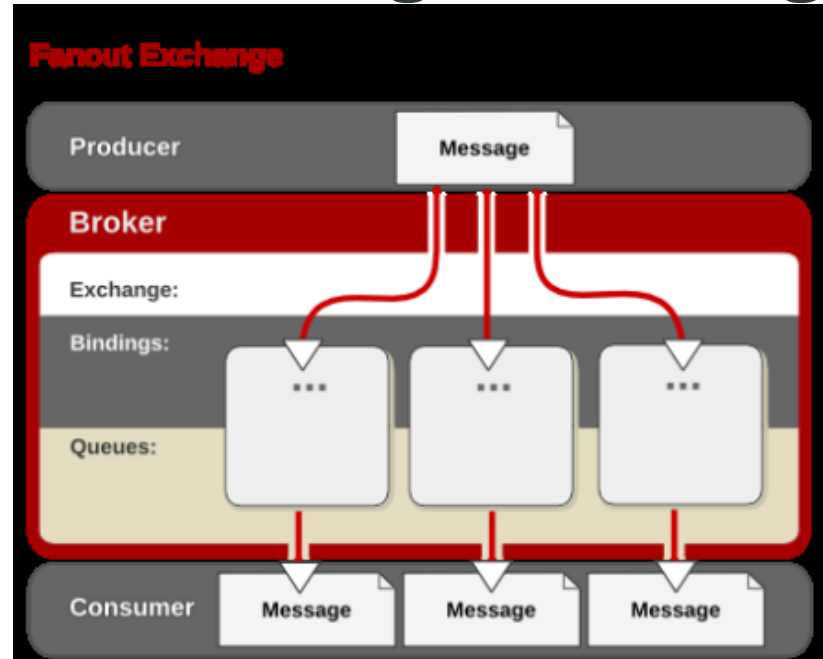 Fanout Exchange
Producer
Message
Broker
Exchange:
Bindings:
...
...
...
Queues:
Consumer
Message
Message
Message